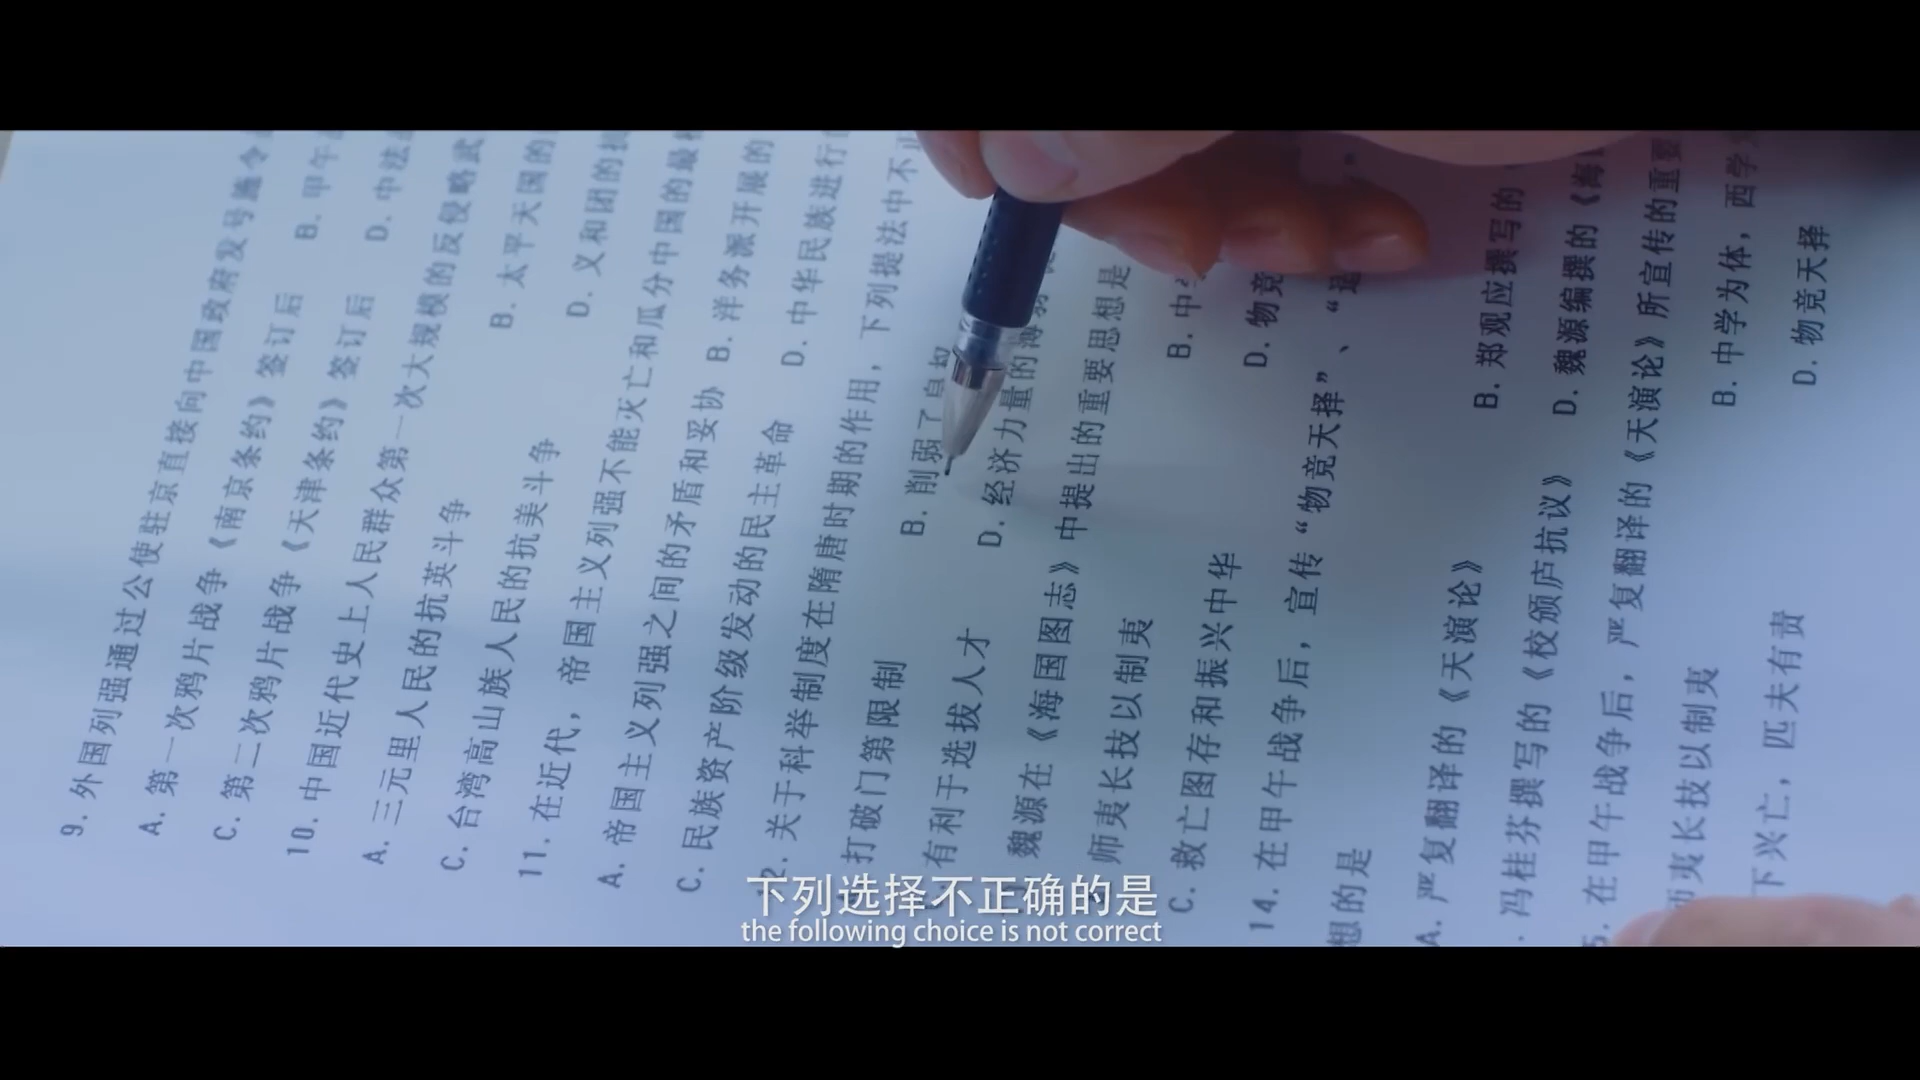 9. 外国列强通过公使驻京直接向中国政府发号施令
A. 第一次鸦片战争《南京条约》签订后 B. 甲午
C. 第二次鸦片战争《天津条约》签订后 D. 中法
10. 中国近代史上人民群众第一次大规模的反侵略武
A. 三元里人民的抗英斗争 B. 太平天国的
C. 台湾高山族人民的抗美斗争 D. 义和团的
11. 在近代，帝国主义列强不能灭亡和瓜分中国的最
A. 帝国主义列强之间的矛盾和妥协 B. 洋务派开展的
C. 民族资产阶级发动的民主革命 D. 中华民族进行
2. 关于科举制度在隋唐时期的作用，下列提法中不正
打破门第限制 B. 削弱了
有利于选拔人才 D. 经济力量的薄弱
魏源在《海国图志》中提出的重要思想是
师夷长技以制夷 B. 中
C. 救亡图存和振兴中华 D. 物竞
14. 在甲午战争后，宣传“物竞天择”、“适
想的是
A. 严复翻译的《天演论》 B. 郑观应撰写的
冯桂芬撰写的《校颁庐抗议》 D. 魏源编撰的《海
5. 在甲午战争后，严复翻译的《天演论》所宣传的重要
师夷长技以制夷 B. 中学为体，西学
下兴亡，匹夫有责 D. 物竞天择
下列选择不正确的是
the following choice is not correct